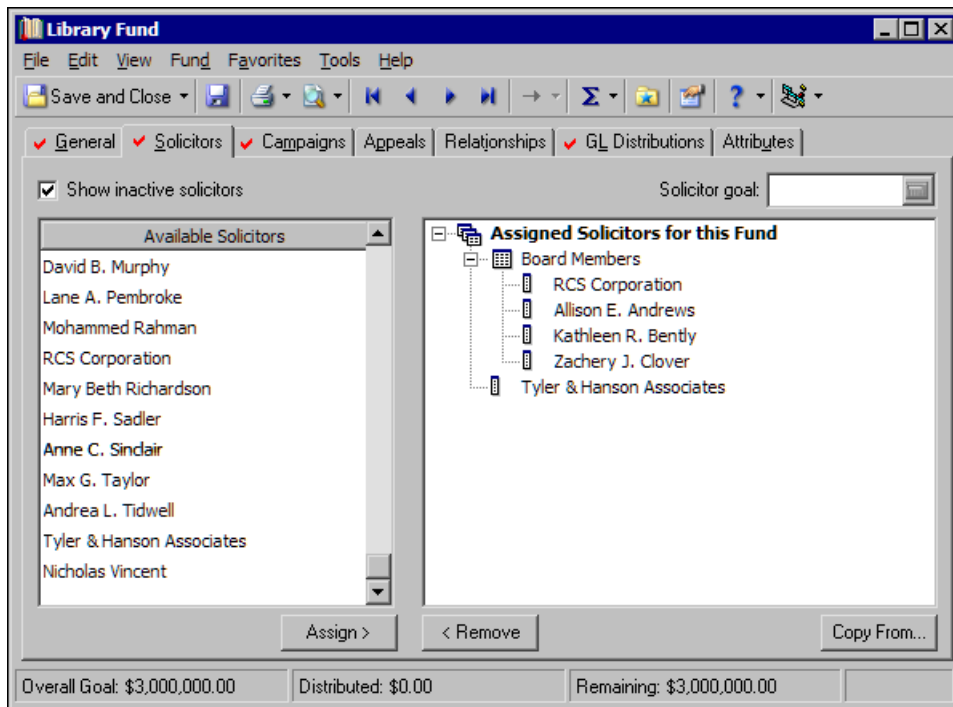 Library Fund
File Edit View Fund Favorites Tools Help
Save and Close
General Solicitors Campaigns Appeals Relationships GL Distributions Attributes
Show inactive solicitors
Solicitor goal:
Available Solicitors
David B. Murphy
Lane A. Pembroke
Mohammed Rahman
RCS Corporation
Mary Beth Richardson
Harris F. Sadler
Anne C. Sinclair
Max G. Taylor
Andrea L. Tidwell
Tyler & Hanson Associates
Nicholas Vincent
Assigned Solicitors for this Fund
Board Members
RCS Corporation
Allison E. Andrews
Kathleen R. Bently
Zachery J. Clover
Tyler & Hanson Associates
Assign >
< Remove
Copy From...
Overall Goal: $3,000,000.00
Distributed: $0.00
Remaining: $3,000,000.00